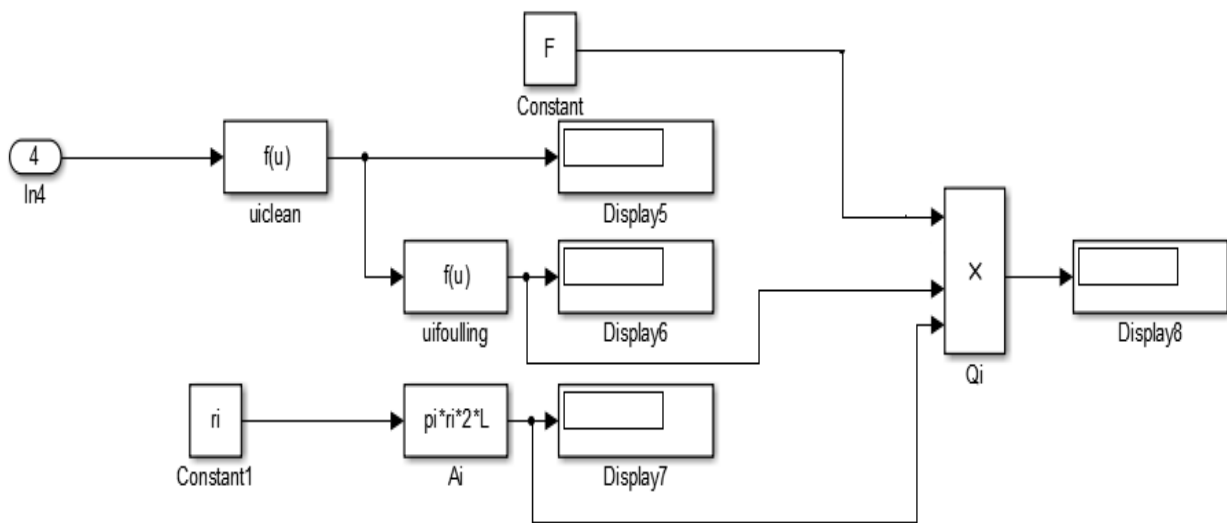 F
Constant
4
In4
f(u)
uiclean
Display5
f(u)
uifoulling
Display6
X
Qi
Display8
ri
Constant1
pi*ri*2*L
Ai
Display7